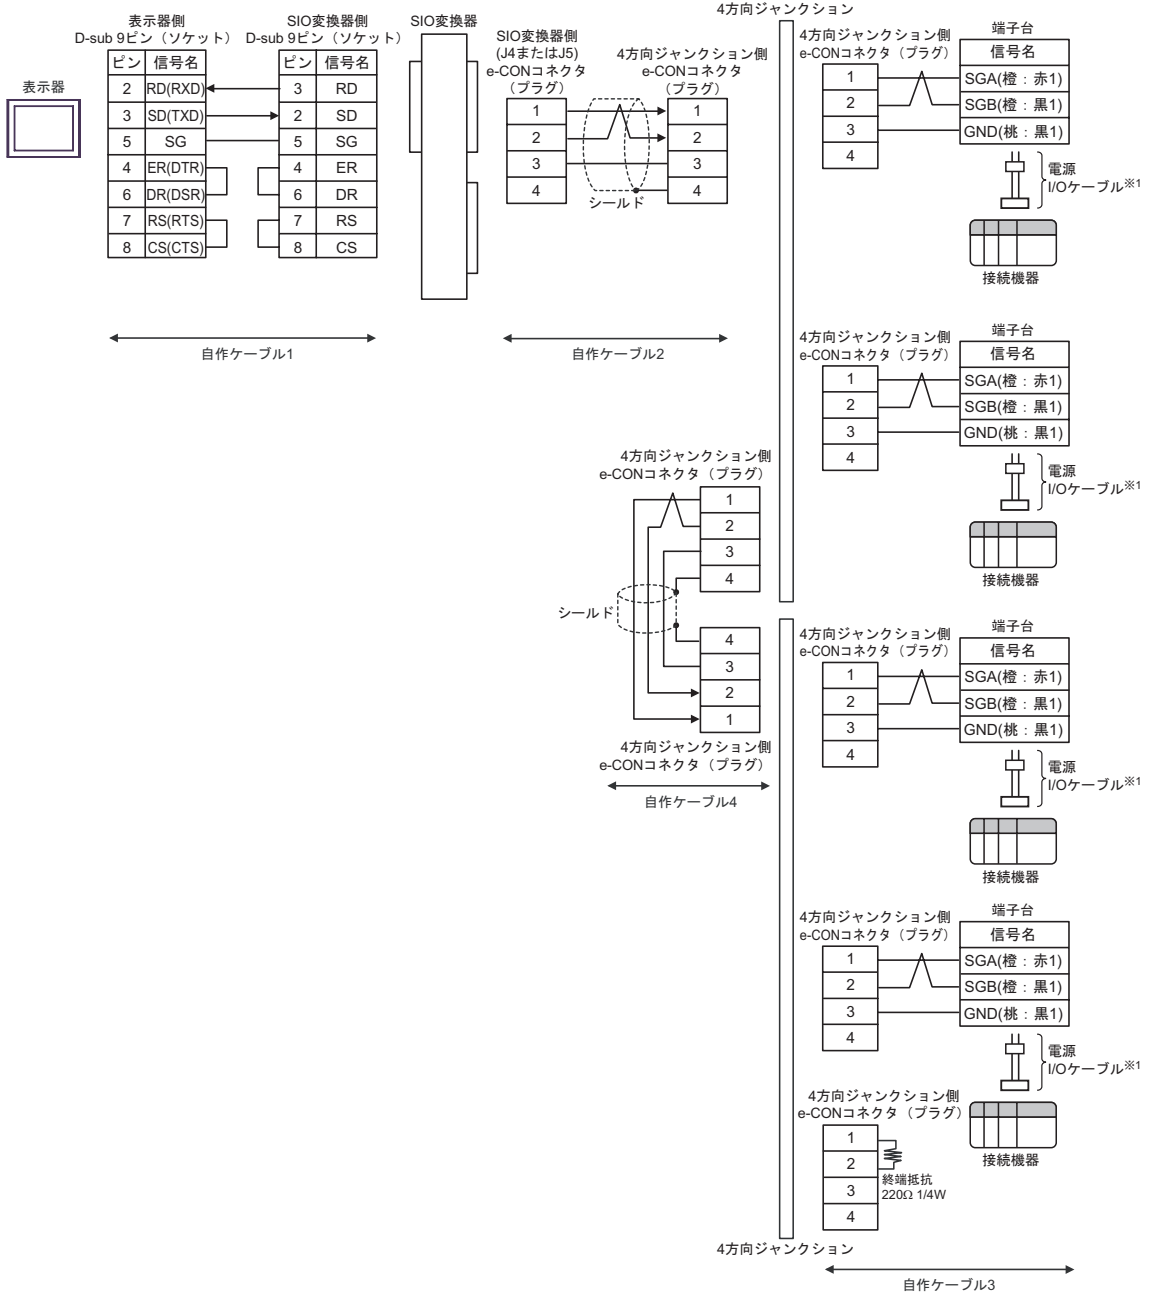 4方向ジャンクション
表示器
表示器側
D-sub 9ピン（ソケット）
ピン 信号名
2 RD(RXD)
3 SD(TXD)
5 SG
4 ER(DTR)
6 DR(DSR)
7 RS(RTS)
8 CS(CTS)
SIO変換器側
D-sub 9ピン（ソケット）
ピン 信号名
3 RD
2 SD
5 SG
4 ER
6 DR
7 RS
8 CS
自作ケーブル1
SIO変換器
SIO変換器側
(J4またはJ5)
e-CONコネクタ
（プラグ）
1
2
3
4
シールド
4方向ジャンクション側
e-CONコネクタ
（プラグ）
1
2
3
4
自作ケーブル2
4方向ジャンクション側
e-CONコネクタ（プラグ）
1
2
3
4
シールド
4
3
2
1
4方向ジャンクション側
e-CONコネクタ（プラグ）
自作ケーブル4
4方向ジャンクション側
e-CONコネクタ（プラグ）
1
2
3
4
端子台
信号名
SGA(橙：赤1)
SGB(橙：黒1)
GND(桃：黒1)
電源
I/Oケーブル※1
接続機器
4方向ジャンクション側
e-CONコネクタ（プラグ）
1
2
3
4
端子台
信号名
SGA(橙：赤1)
SGB(橙：黒1)
GND(桃：黒1)
電源
I/Oケーブル※1
接続機器
4方向ジャンクション側
e-CONコネクタ（プラグ）
1
2
3
4
端子台
信号名
SGA(橙：赤1)
SGB(橙：黒1)
GND(桃：黒1)
電源
I/Oケーブル※1
接続機器
4方向ジャンクション側
e-CONコネクタ（プラグ）
1
2
3
4
端子台
信号名
SGA(橙：赤1)
SGB(橙：黒1)
GND(桃：黒1)
電源
I/Oケーブル※1
接続機器
4方向ジャンクション側
e-CONコネクタ（プラグ）
1
2
3
4
終端抵抗
220Ω 1/4W
4方向ジャンクション
自作ケーブル3